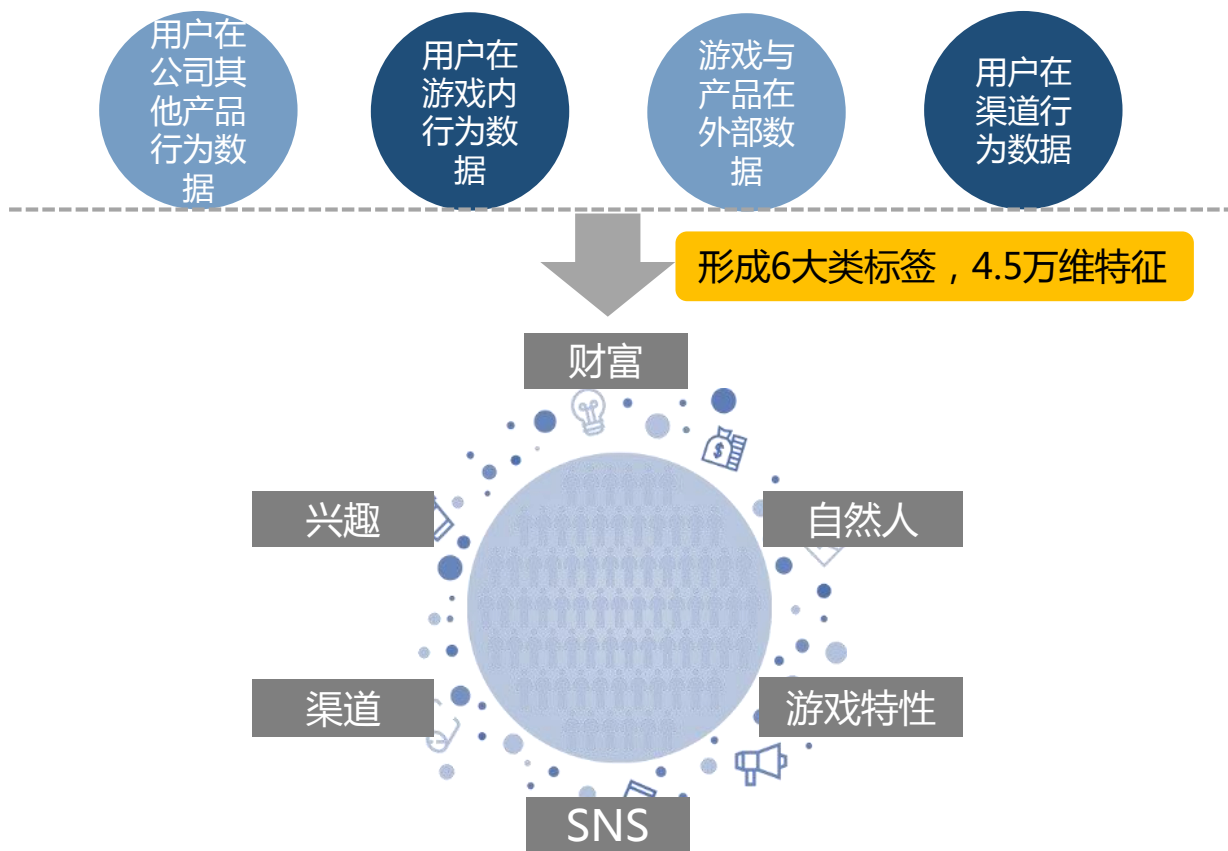 用户在
公司其
他产品
行为数
据
用户在
游戏内
行为数
据
游戏与
产品在
外部数
据
用户在
渠道行
为数据
形成6大类标签，4.5万维特征
财富
兴趣
自然人
渠道
游戏特性
SNS